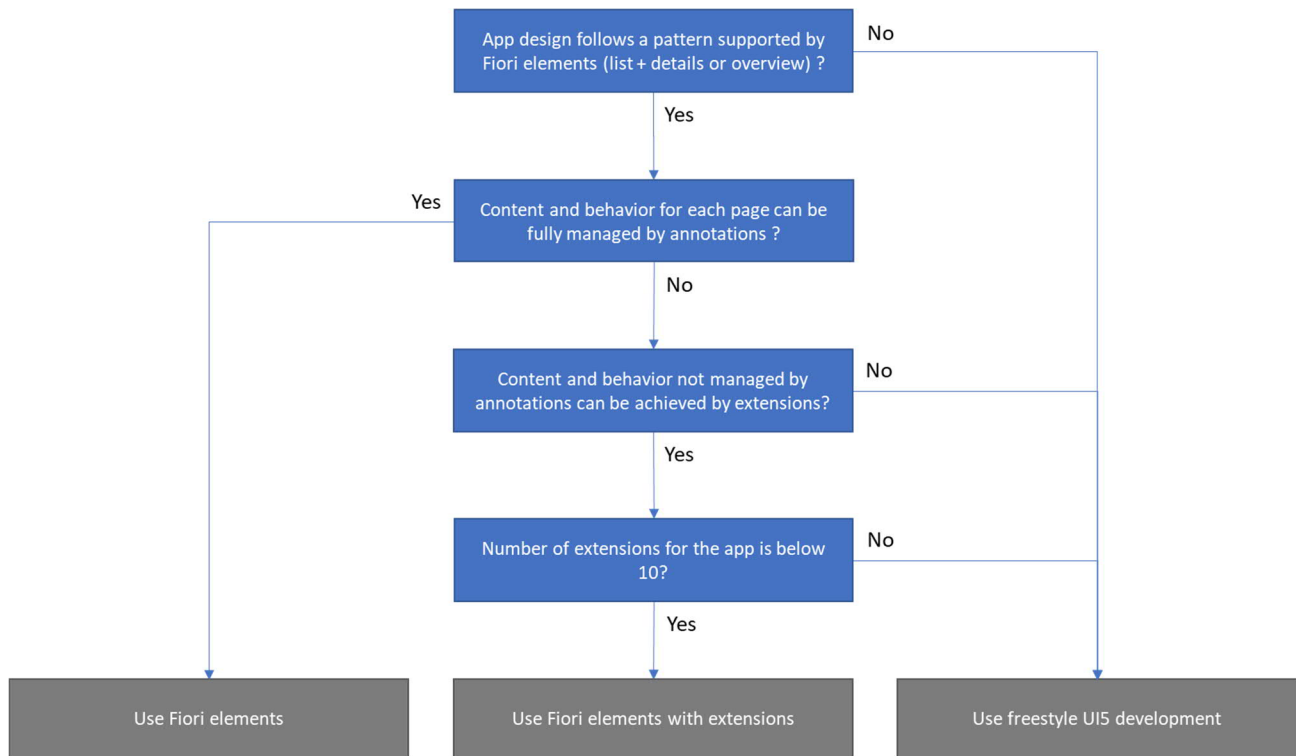 App design follows a pattern supported by
Fiori elements (list + details or overview) ?
No
Yes
Yes
Content and behavior for each page can be
fully managed by annotations ?
No
Content and behavior not managed by
annotations can be achieved by extensions?
No
Yes
Number of extensions for the app is below
10?
No
Yes
Use Fiori elements
Use Fiori elements with extensions
Use freestyle UI5 development